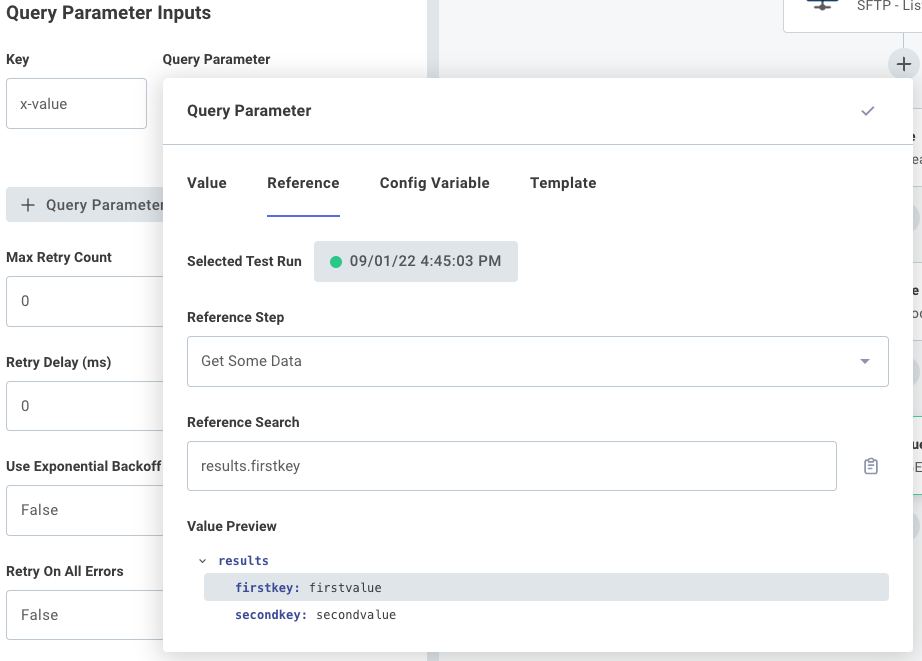 Query Parameter Inputs
SFTP - Lis
Key
Query Parameter
x-value
Query Parameter
Value
Reference
Config Variable
Template
Query Parameter
Selected Test Run
09/01/22 4:45:03 PM
Max Retry Count
0
Reference Step
Get Some Data
Retry Delay (ms)
0
Reference Search
results.firstkey
Use Exponential Backoff
False
Value Preview
results
firstkey: firstvalue
secondkey: secondvalue
Retry On All Errors
False